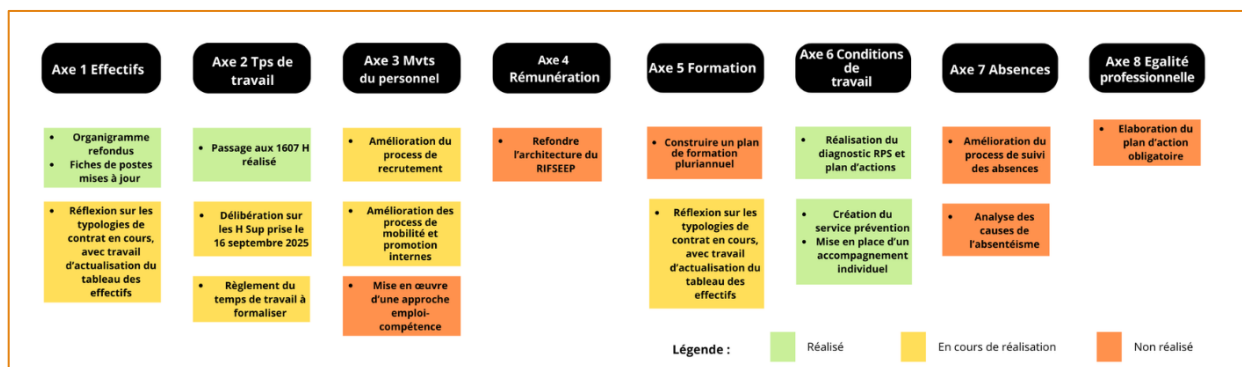 Axe 1 Effectifs
Axe 2 Tps de
travail
Axe 3 Mvts
du personnel
Axe 4
Rémunération
Axe 5 Formation
Axe 6 Conditions
de
travail
Axe 7 Absences
Axe 8 Egalité
professionnelle
• Organigramme
refondus
• Fiches de postes
mises à jour
• Réflexion sur les
typologies de
contrat en cours,
avec travail
d'actualisation du
tableau des
effectifs
• Passage aux 1607 H
réalisé
• Délibération sur
les H Sup prise le
16 septembre 2025
• Règlement du
temps de travail à
formaliser
• Amélioration du
process de
recrutement
• Amélioration des
process de
mobilité et
promotion
internes
• Mise en œuvre
d'une approche
emploi-
compétence
• Refondre
l'architecture du
RIFSEEP
• Construire un plan
de formation
pluriannuel
• Réflexion sur les
typologies de
contrat en cours,
avec travail
d'actualisation du
tableau des
effectifs
• Réalisation du
diagnostic RPS et
plan d'actions
• Création du
service prévention
• Mise en place d'un
accompagnement
individuel
• Amélioration du
process de suivi
des absences
• Analyse des
causes de
l'absentéisme
• Elaboration du
plan d'action
obligatoire
Légende :
Réalisé
En cours de réalisation
Non réalisé